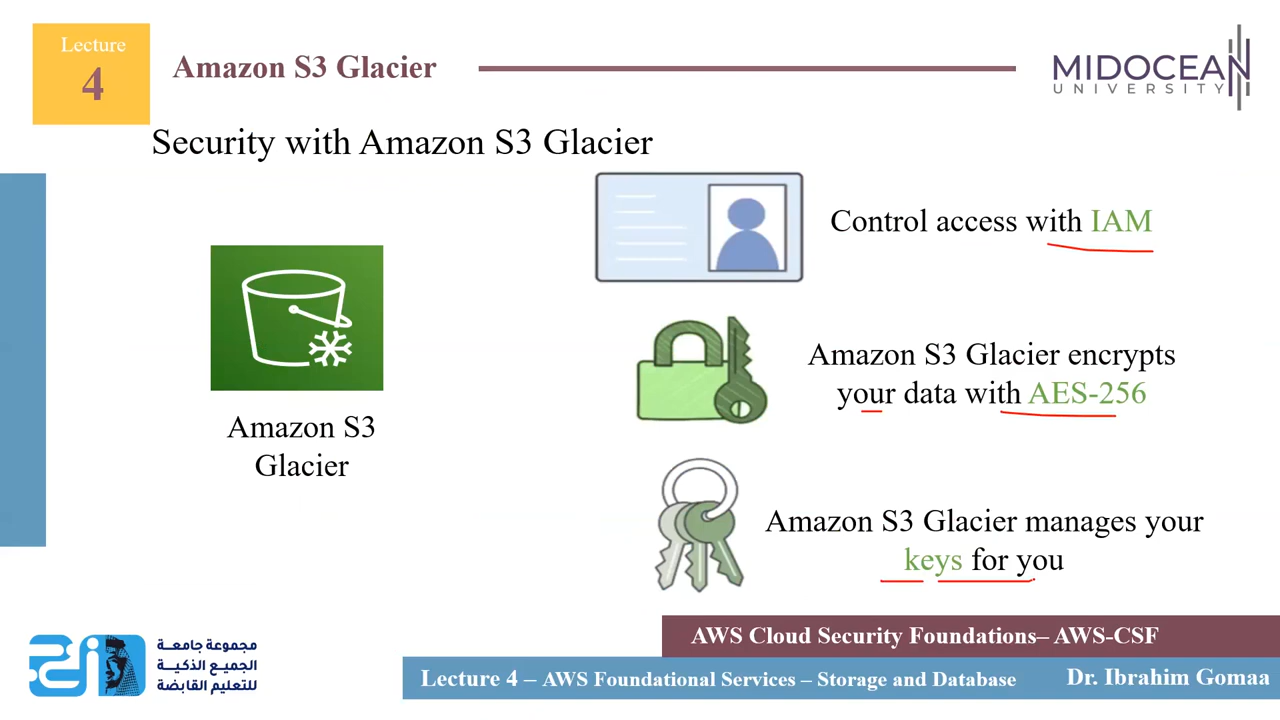 Lecture
4
Amazon S3 Glacier
MIDOCEAN
UNIVERSITY
Security with Amazon S3 Glacier
Control access with IAM
Amazon S3 Glacier encrypts
your data with AES-256
Amazon S3
Glacier
Amazon S3 Glacier manages your
keys for you
مجموعة جامعة
الجميع الذكية
للتعليم القابضة
AWS Cloud Security Foundations– AWS-CSF
Lecture 4 – AWS Foundational Services – Storage and Database
Dr. Ibrahim Gomaa